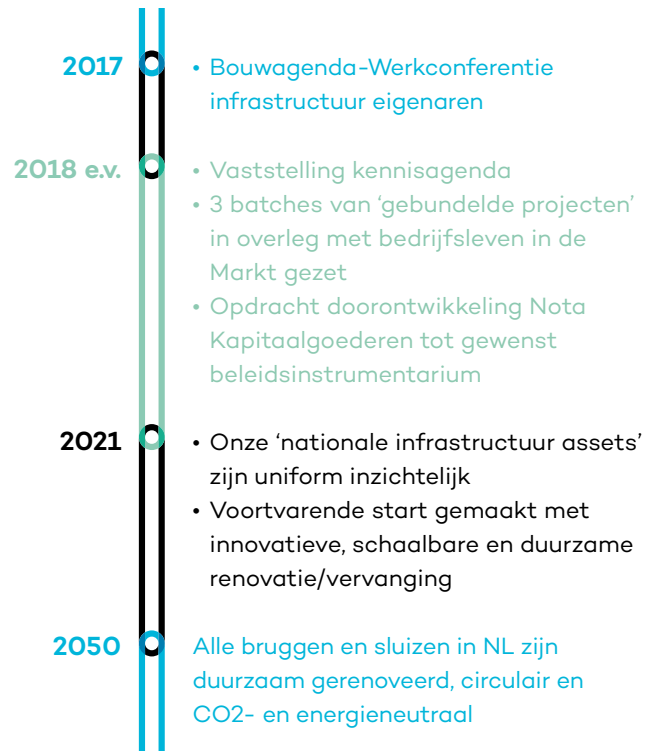 2017 • Bouwagenda-Werkconferentie
infrastructuur eigenaren
2018 e.v. • Vaststelling kennisagenda
• 3 batches van ‘gebundelde projecten’
in overleg met bedrijfsleven in de
Markt gezet
• Opdracht doorontwikkeling Nota
Kapitaalgoederen tot gewenst
beleidsinstrumentarium
2021 • Onze ‘nationale infrastructuur assets’
zijn uniform inzichtelijk
• Voortvarende start gemaakt met
innovatieve, schaalbare en duurzame
renovatie/vervanging
2050 Alle bruggen en sluizen in NL zijn
duurzaam gerenoveerd, circulair en
CO2- en energieneutraal